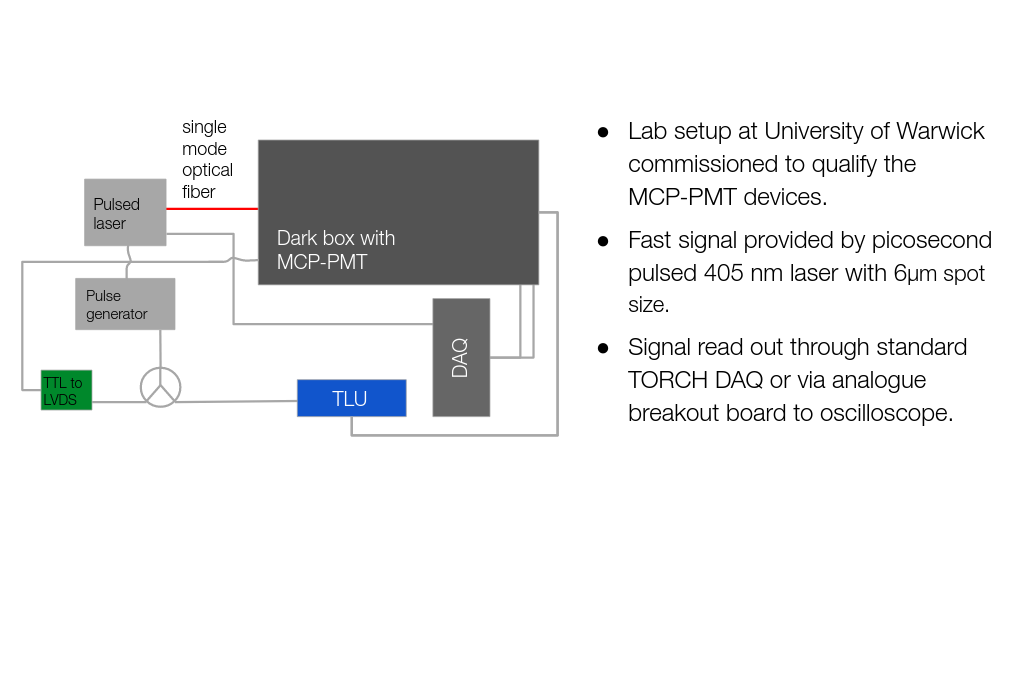 single
mode
optical
fiber
Pulsed
laser
Dark box with
MCP-PMT
Pulse
generator
DAQ
TTL to
LVDS
TLU
● Lab setup at University of Warwick
commissioned to qualify the
MCP-PMT devices.
● Fast signal provided by picosecond
pulsed 405 nm laser with 6μm spot
size.
● Signal read out through standard
TORCH DAQ or via analogue
breakout board to oscilloscope.